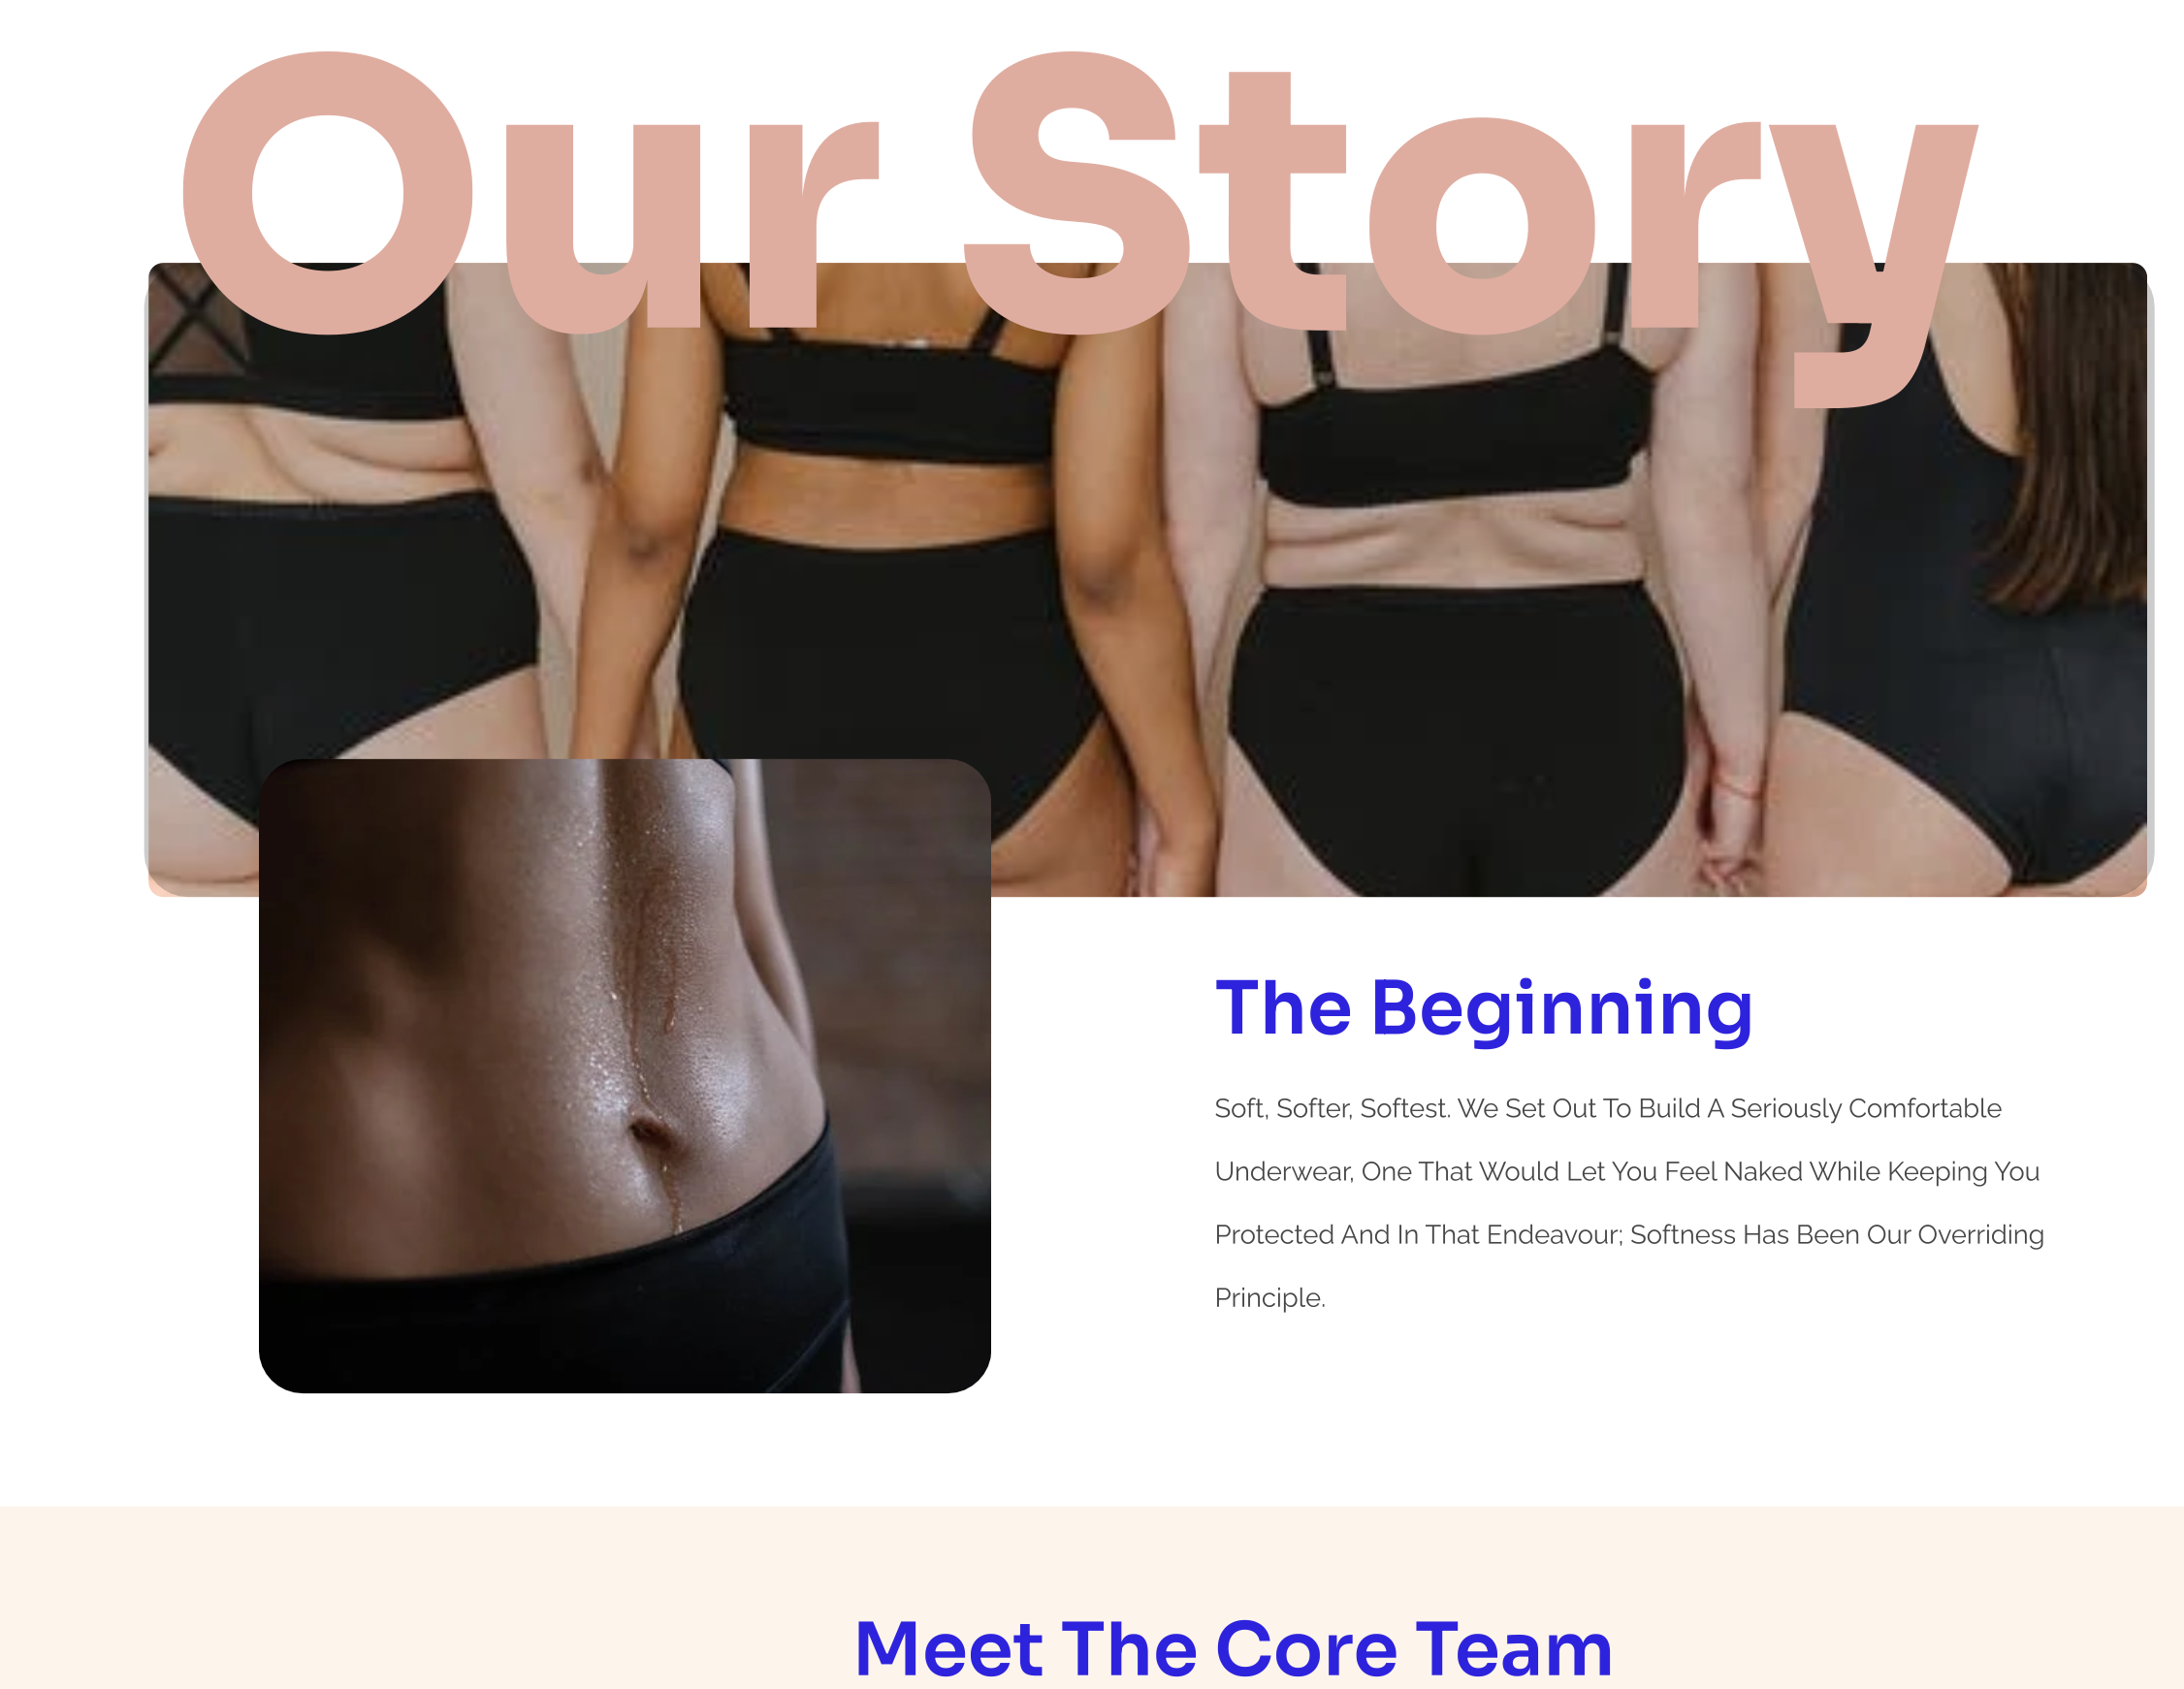 Our Story
The Beginning
Soft, Softer, Softest. We Set Out To Build A Seriously Comfortable
Underwear, One That Would Let You Feel Naked While Keeping You
Protected And In That Endeavour; Softness Has Been Our Overriding
Principle.
Meet The Core Team